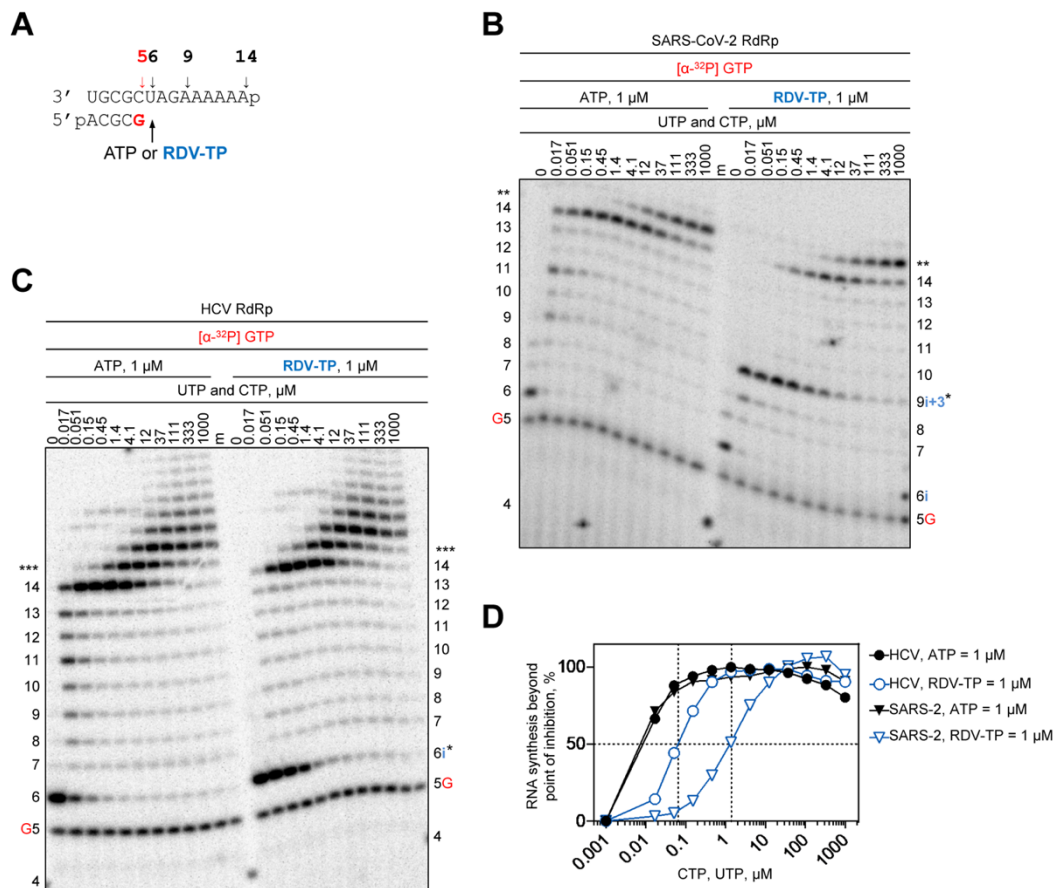 A
56 9 14
↓↓ ↓ ↓
3' UGCGCUAGAAAAAAp
5'pACGCG
ATP or RDV-TP
B
SARS-CoV-2 RdRp
[α-³²P] GTP
ATP, 1 μM RDV-TP, 1 μM
UTP and CTP, μM
0 0.017 0.051 0.15 0.45 1.4 4.1 12 37 111 333 1000 m 0 0.017 0.051 0.15 0.45 1.4 4.1 12 37 111 333 1000
**
14
13
12
11
10
9
8
7
6
G5
4
**
14
13
12
11
10
9i+3*
8
7
6i
5G
C
HCV RdRp
[α-³²P] GTP
ATP, 1 μM RDV-TP, 1 μM
UTP and CTP, μM
0 0.017 0.051 0.15 0.45 1.4 4.1 12 37 111 333 1000 m 0 0.017 0.051 0.15 0.45 1.4 4.1 12 37 111 333 1000
***
14
13
12
11
10
9
8
7
6
G5
4
***
14
13
12
11
10
9
8
7
6i*
5G
4
D
RNA synthesis beyond
point of inhibition, %
100
50
0
0.001 0.01 0.1 1 10 100 1000
CTP, UTP, μM
HCV, ATP = 1 μM
HCV, RDV-TP = 1 μM
SARS-2, ATP = 1 μM
SARS-2, RDV-TP = 1 μM